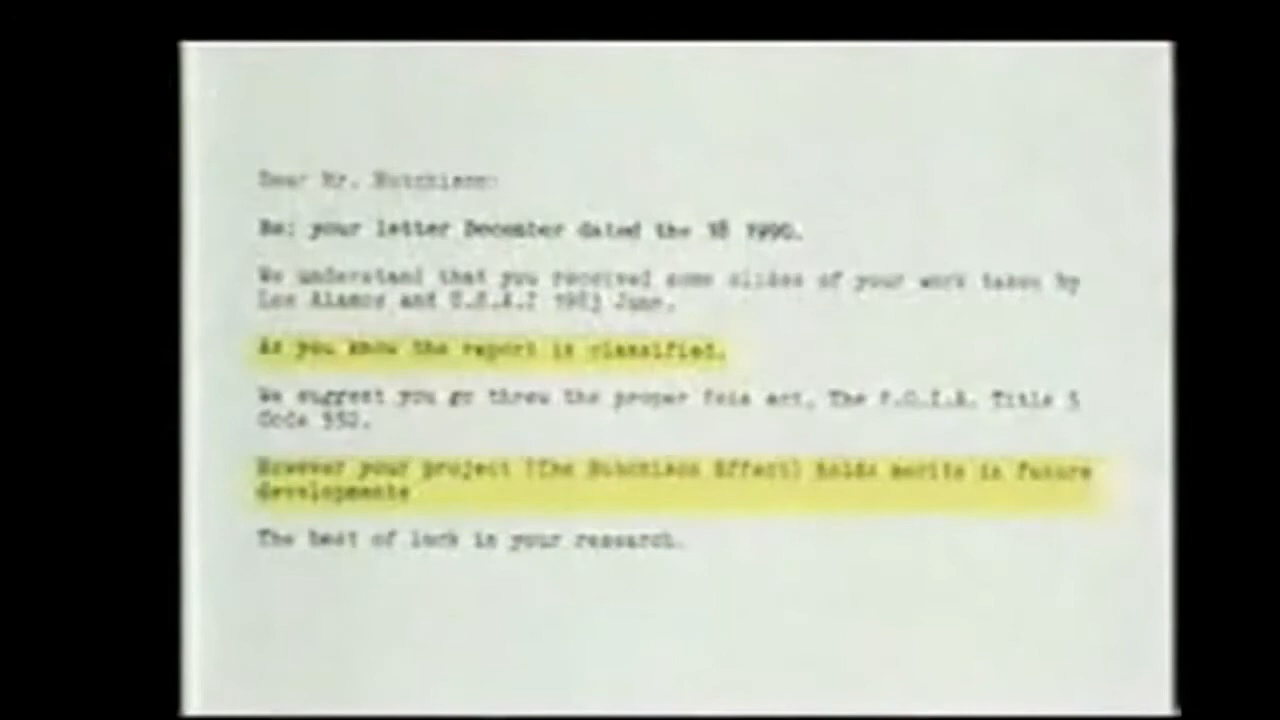 Dear Mr. Hutchison:
Re: your letter December dated the 18 1990.
We understand that you received some slides of your work taken by
Los Alamos and 1983 June.
As you know the report is classified.
We suggest you go threw the proper foia act, The F.O.I.A. Title 5
Code 552.
However your project (The Hutchison Effect) holds merits in future
developments
The best of luck in your research.